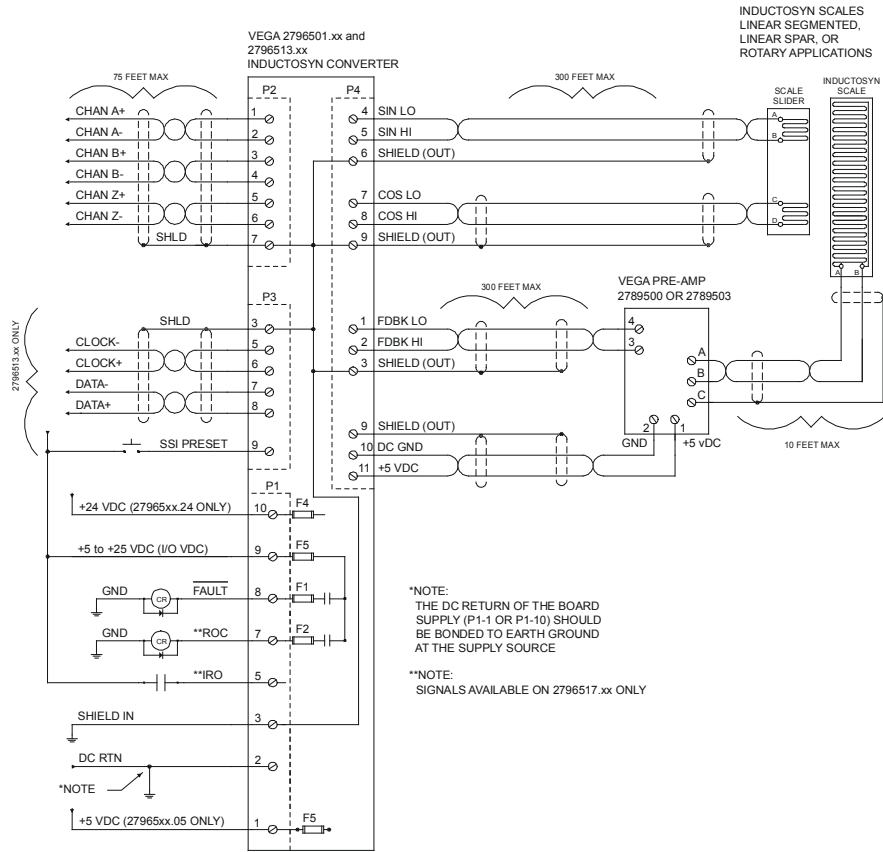 INDUCTOSYN SCALES
LINEAR SEGMENTED,
LINEAR SPAR, OR
ROTARY APPLICATIONS
VEGA 2796501.xx and
2796513.xx
INDUCTOSYN CONVERTER
75 FEET MAX
300 FEET MAX
SCALE
SLIDER
INDUCTOSYN
SCALE
P2
P4
CHAN A+
1
CHAN A-
2
CHAN B+
3
CHAN B-
4
CHAN Z+
5
CHAN Z-
6
SHLD
7
4 SIN LO
5 SIN HI
6 SHIELD (OUT)
7 COS LO
8 COS HI
9 SHIELD (OUT)
A
B
C
D
A B
P3
2796513.xx ONLY
SHLD
3
CLOCK-
5
CLOCK+
6
DATA-
7
DATA+
8
SSI PRESET
9
300 FEET MAX
1 FDBK LO
2 FDBK HI
3 SHIELD (OUT)
9 SHIELD (OUT)
10 DC GND
11 +5 VDC
VEGA PRE-AMP
2789500 OR 2789503
4
3
A
B
C
2 1
GND +5 vDC
10 FEET MAX
P1
+24 VDC (27965xx.24 ONLY)
10
F4
+5 to +25 VDC (I/O VDC)
9
F5
GND
CR
FAULT
8
F1
GND
CR
**ROC
7
F2
**IRO
5
SHIELD IN
3
DC RTN
2
*NOTE
+5 VDC (27965xx.05 ONLY)
1
F5
*NOTE:
THE DC RETURN OF THE BOARD
SUPPLY (P1-1 OR P1-10) SHOULD
BE BONDED TO EARTH GROUND
AT THE SUPPLY SOURCE
**NOTE:
SIGNALS AVAILABLE ON 2796517.xx ONLY